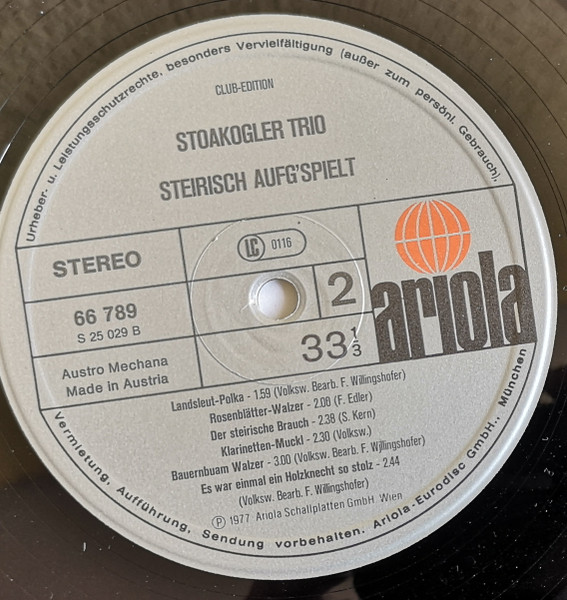 Urheber- u. Leistungsschutzrechte, besonders Vervielfältigung (außer zum persönl. Gebrauch),
CLUB-EDITION
STOAKOGLER TRIO
STEIRISCH AUFG'SPIELT
STEREO
LC 0116
ariola
66 789
S 25 029 B
2
Austro Mechana
Made in Austria
33 1/3
Landsleut-Polka - 1.59 (Volksw. Bearb. F. Willingshofer)
Rosenblätter-Walzer - 2.08 (F. Edler)
Der steirische Brauch - 2.38 (S. Kern)
Klarinetten-Muckl - 2.30 (Volksw.)
Bauernbuam Walzer - 3.00 (Volksw. Bearb. F. Willingshofer)
Es war einmal ein Holzknecht so stolz - 2.44
(Volksw. Bearb. F. Willingshofer)
Ⓟ 1977 Ariola Schallplatten GmbH Wien
Vermietung, Aufführung, Sendung vorbehalten. Ariola-Eurodisc GmbH., München